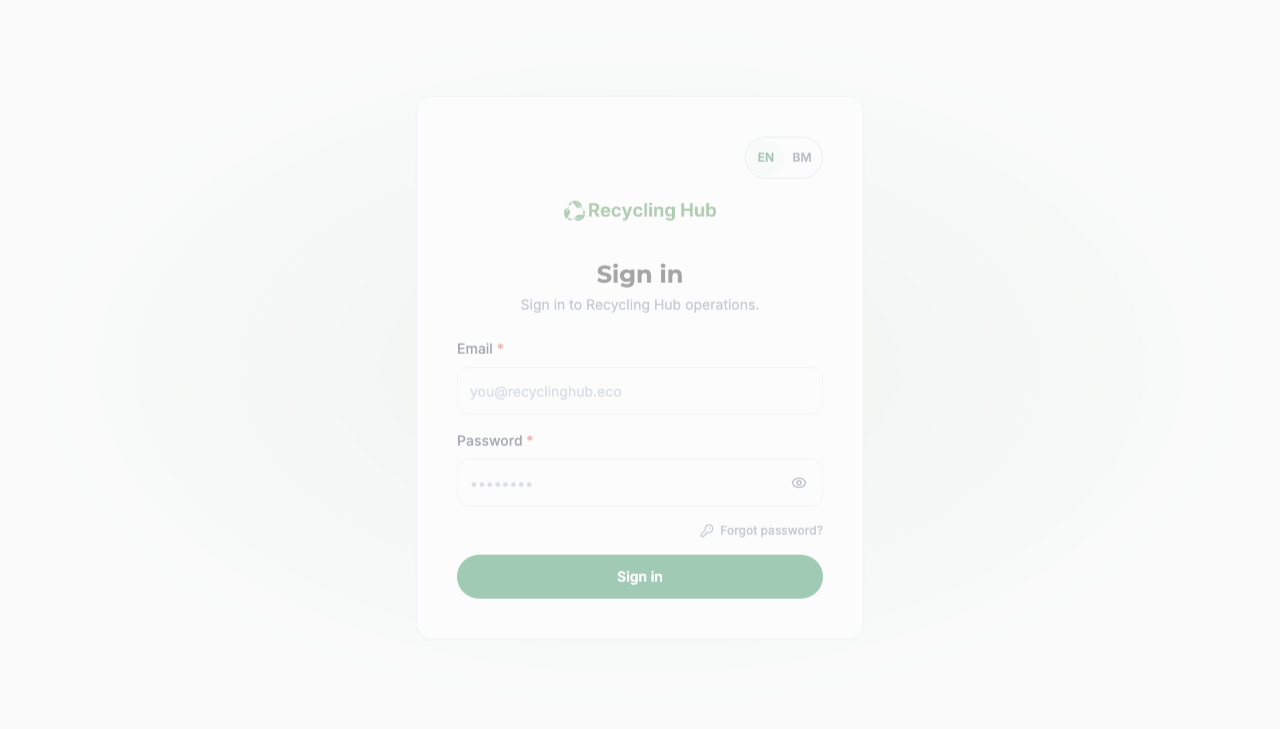 EN BM
Recycling Hub
Sign in
Sign in to Recycling Hub operations.
Email *
you@recyclinghub.eco
Password *
••••••••
Forgot password?
Sign in